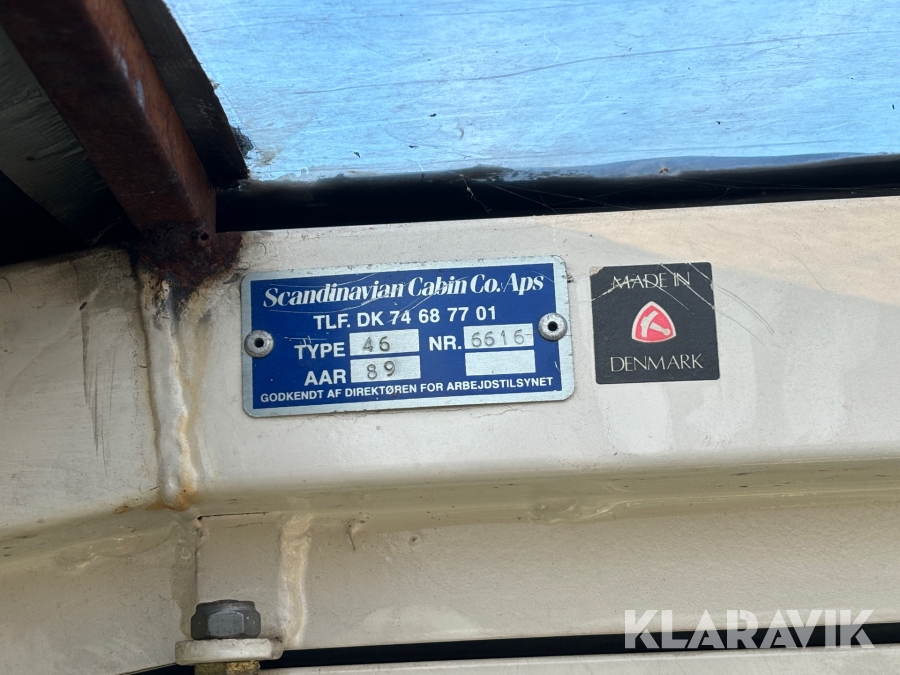 Scandinavian Cabin Co. Aps
TLF. DK 74 68 77 01
TYPE 46 NR. 6616
AAR 89
GODKENDT AF DIREKTØREN FOR ARBEJDSTILSYNET
MADE IN
DENMARK
KLARAVIK